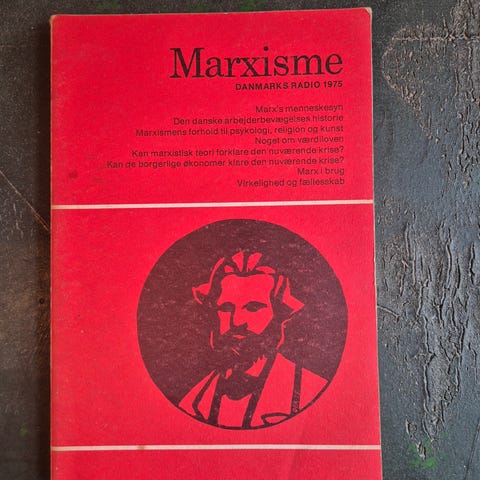 Marxisme
DANMARKS RADIO 1975
Marx's menneskesyn
Den danske arbejderbevægelses historie
Marxismens forhold til psykologi, religion og kunst
Noget om værdiloven
Kan marxistisk teori forklare den nuværende krise?
Kan de borgerlige økonomer klare den nuværende krise?
Marx i brug
Virkelighed og fællesskab